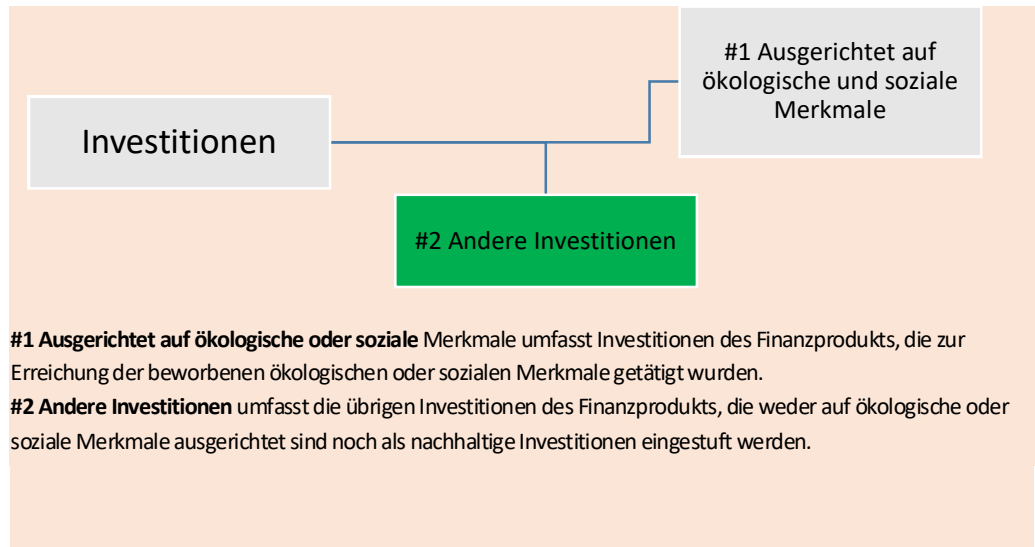 #1 Ausgerichtet auf
ökologische und soziale
Merkmale
Investitionen
#2 Andere Investitionen
#1 Ausgerichtet auf ökologische oder soziale Merkmale umfasst Investitionen des Finanzprodukts, die zur
Erreichung der beworbenen ökologischen oder sozialen Merkmale getätigt wurden.
#2 Andere Investitionen umfasst die übrigen Investitionen des Finanzprodukts, die weder auf ökologische oder
soziale Merkmale ausgerichtet sind noch als nachhaltige Investitionen eingestuft werden.